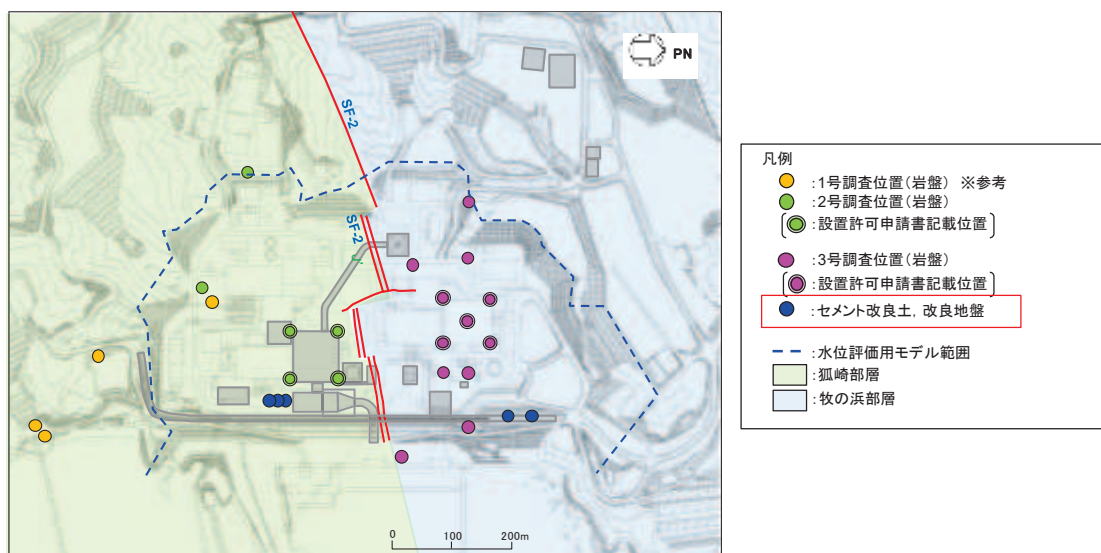 PN
SF-2
SF-2
0 100 200m
凡例
:1号調査位置(岩盤) ※参考
:2号調査位置(岩盤)
:設置許可申請書記載位置
:3号調査位置(岩盤)
:設置許可申請書記載位置
:セメント改良土,改良地盤
:水位評価用モデル範囲
:狐崎部層
:牧の浜部層